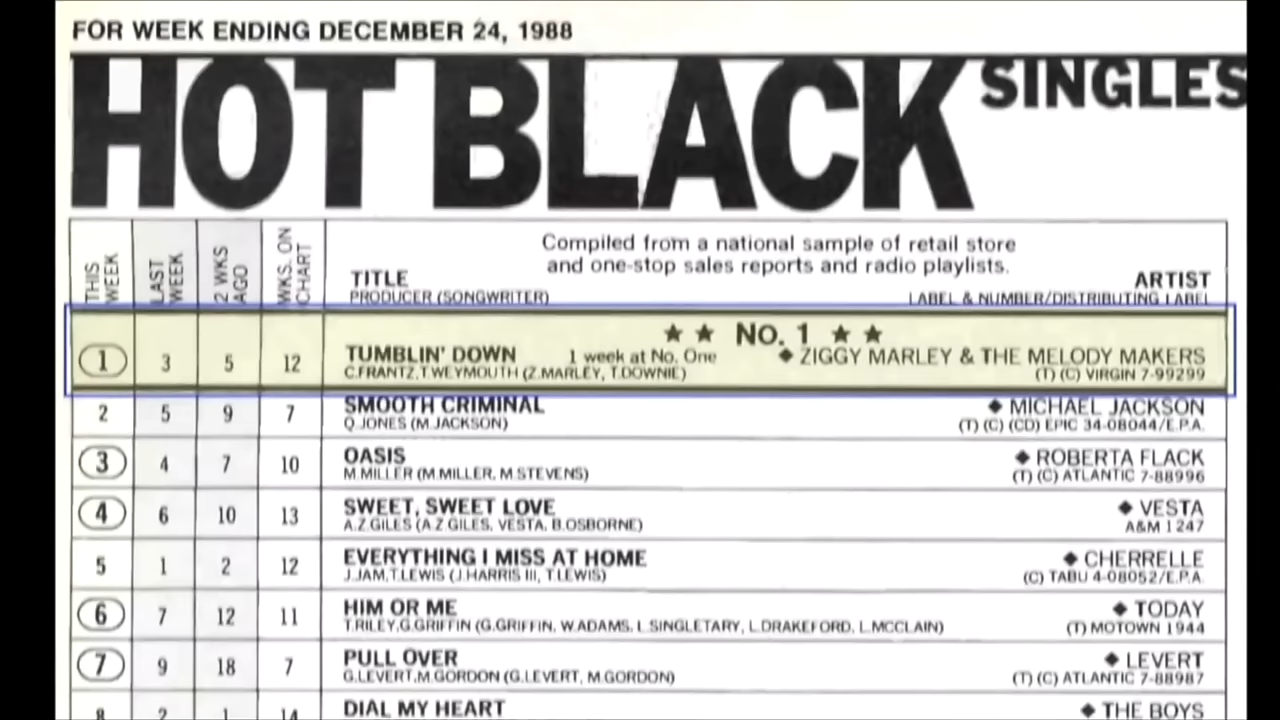 FOR WEEK ENDING DECEMBER 24, 1988
HOT BLACK SINGLES
Compiled from a national sample of retail store
and one-stop sales reports and radio playlists.
THIS WEEK LAST WEEK 2 WKS AGO WKS. ON CHART TITLE ARTIST
PRODUCER (SONGWRITER) LABEL & NUMBER/DISTRIBUTING LABEL
★ ★ NO. 1 ★ ★
1 3 5 12 TUMBLIN' DOWN 1 week at No. One ◆ ZIGGY MARLEY & THE MELODY MAKERS
C.FRANTZ,T.WEYMOUTH (Z.MARLEY, T.DOWNIE) (T) (C) VIRGIN 7-99299
2 5 9 7 SMOOTH CRIMINAL ◆ MICHAEL JACKSON
Q.JONES (M.JACKSON) (T) (C) (CD) EPIC 34-08044/E.P.A.
3 4 7 10 OASIS ◆ ROBERTA FLACK
M.MILLER (M.MILLER, M.STEVENS) (T) (C) ATLANTIC 7-88996
4 6 10 13 SWEET, SWEET LOVE ◆ VESTA
A.Z.GILES (A.Z.GILES, VESTA, B.OSBORNE) A&M 1247
5 1 2 12 EVERYTHING I MISS AT HOME ◆ CHERRELLE
J.JAM,T.LEWIS (J.HARRIS III, T.LEWIS) (C) TABU 4-08052/E.P.A.
6 7 12 11 HIM OR ME ◆ TODAY
T.RILEY,G.GRIFFIN (G.GRIFFIN, W.ADAMS, L.SINGLETARY, L.DRAKEFORD, L.MCCLAIN) (T) MOTOWN 1944
7 9 18 7 PULL OVER ◆ LEVERT
G.LEVERT,M.GORDON (G.LEVERT, M.GORDON) (T) (C) ATLANTIC 7-88987
8 2 1 14 DIAL MY HEART ◆ THE BOYS